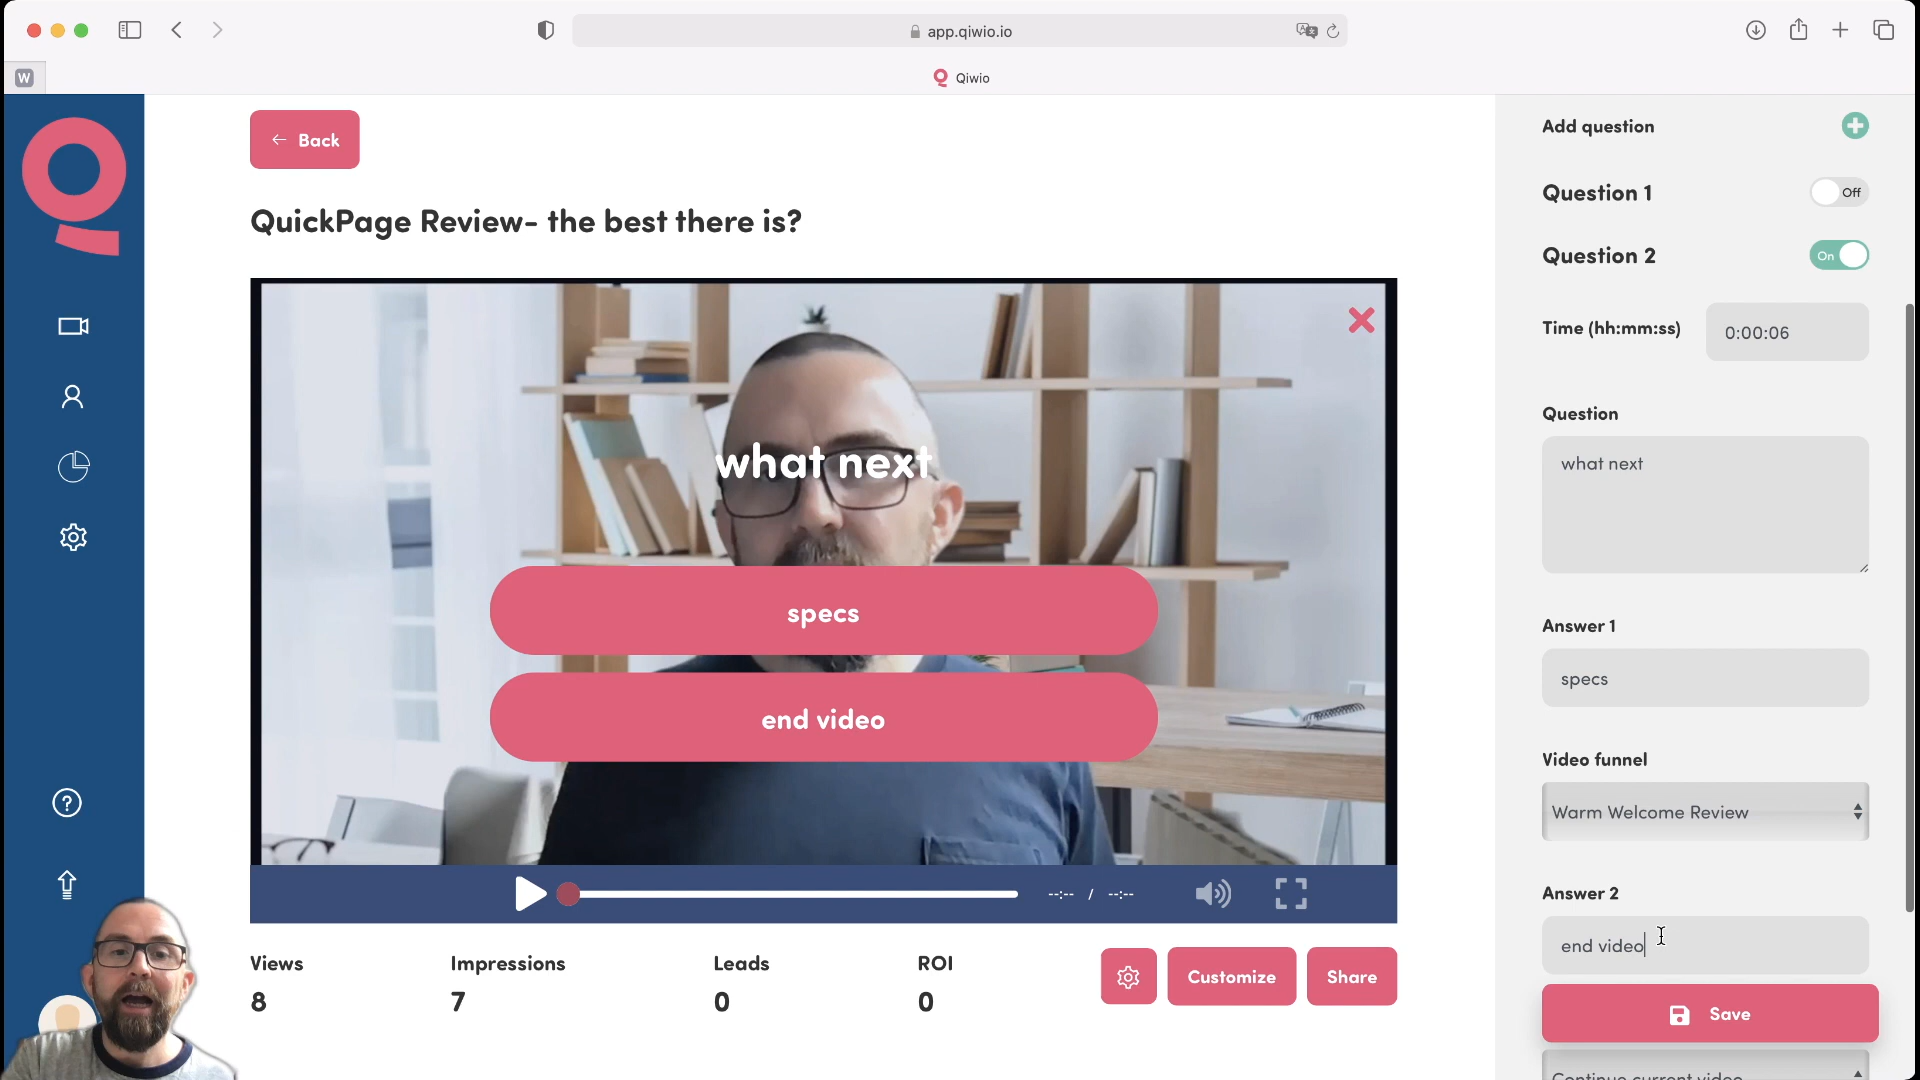 app.qiwio.io
W
Qiwio
← Back
QuickPage Review- the best there is?
what next
specs
end video
--:-- / --:--
Views
8
Impressions
7
Leads
0
ROI
0
Customize
Share
Add question
Question 1
Off
Question 2
On
Time (hh:mm:ss)
0:00:06
Question
what next
Answer 1
specs
Video funnel
Warm Welcome Review
Answer 2
end video
Save
Continue current video